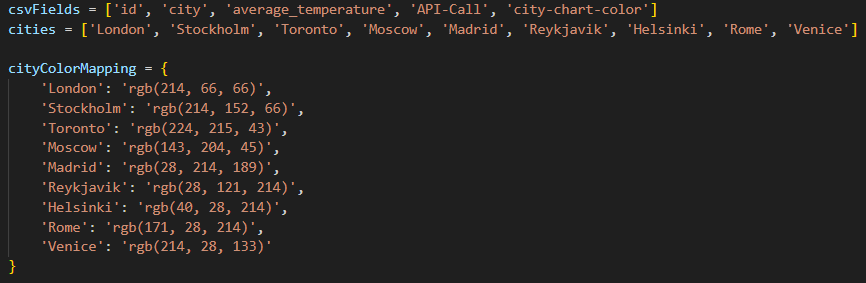 csvFields = ['id', 'city', 'average_temperature', 'API-Call', 'city-chart-color']
cities = ['London', 'Stockholm', 'Toronto', 'Moscow', 'Madrid', 'Reykjavik', 'Helsinki', 'Rome', 'Venice']
cityColorMapping = {
    'London': 'rgb(214, 66, 66)',
    'Stockholm': 'rgb(214, 152, 66)',
    'Toronto': 'rgb(224, 215, 43)',
    'Moscow': 'rgb(143, 204, 45)',
    'Madrid': 'rgb(28, 214, 189)',
    'Reykjavik': 'rgb(28, 121, 214)',
    'Helsinki': 'rgb(40, 28, 214)',
    'Rome': 'rgb(171, 28, 214)',
    'Venice': 'rgb(214, 28, 133)'
}